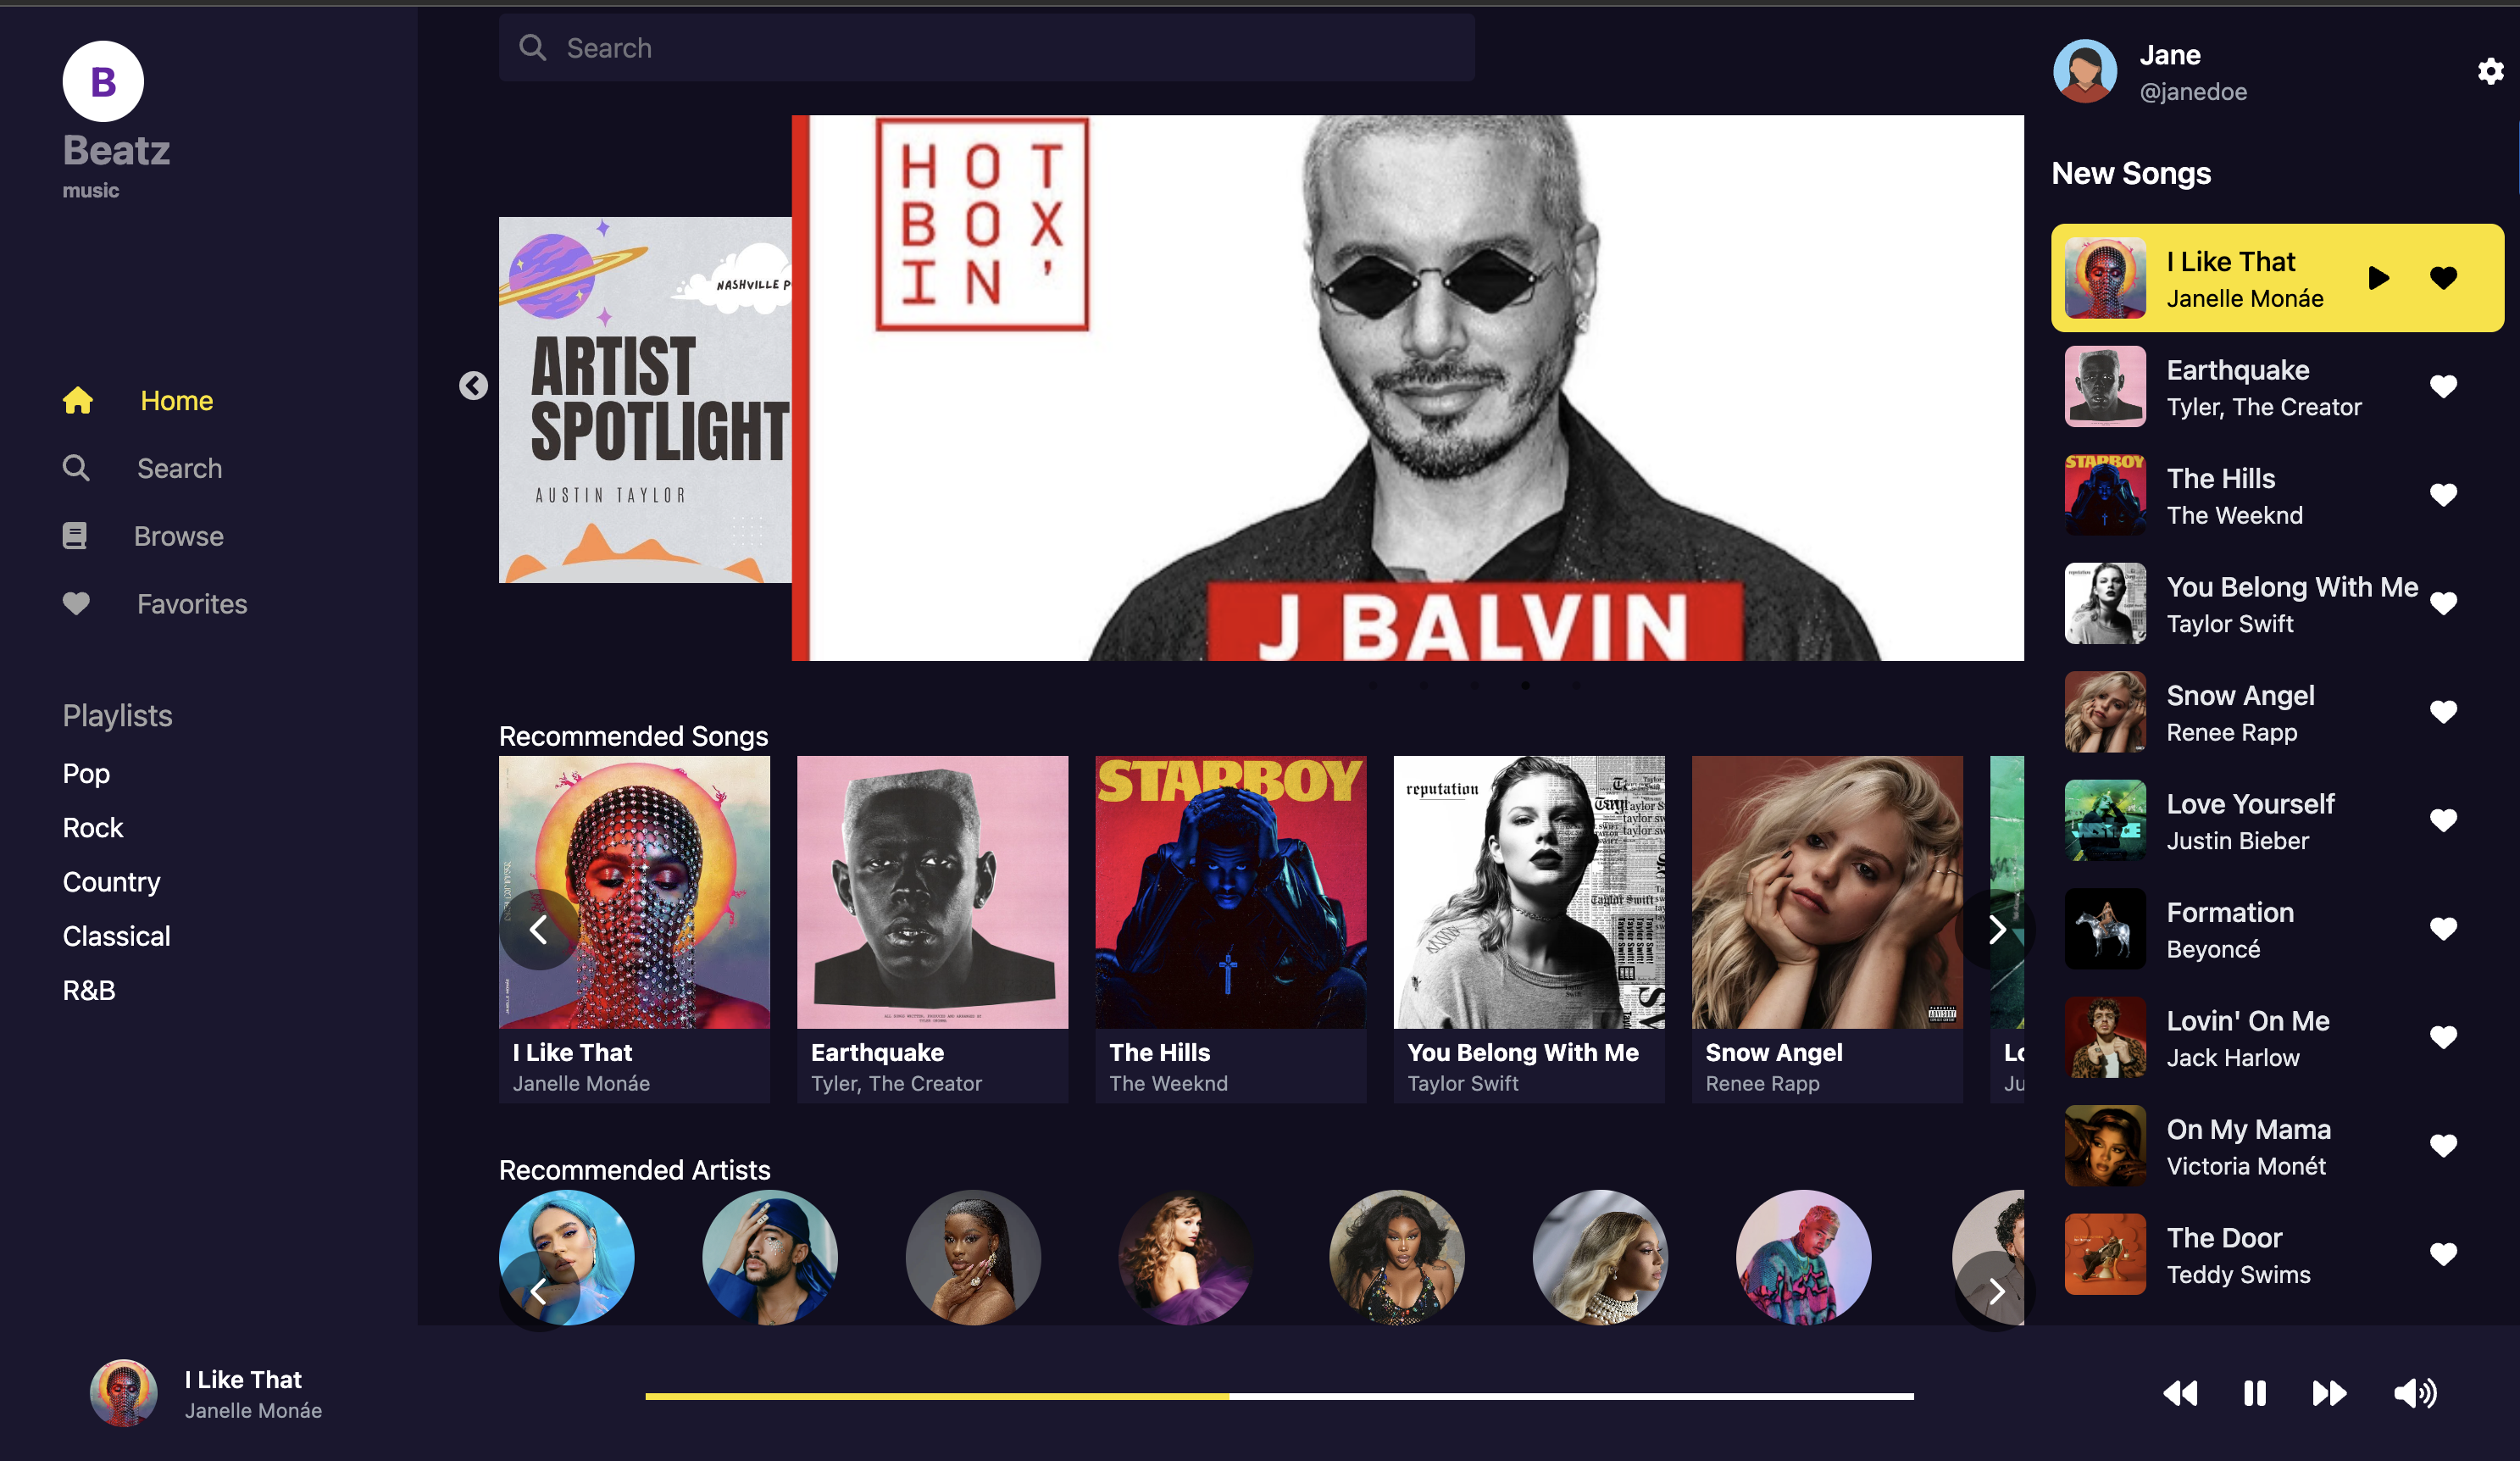 B
Beatz
music
Home
Search
Browse
Favorites
Playlists
Pop
Rock
Country
Classical
R&B
Search
NASHVILLE P
ARTIST
SPOTLIGHT
AUSTIN TAYLOR
HOT
BOX
IN'
J BALVIN
Recommended Songs
STARBOY
reputation
I Like That
Janelle Monáe
Earthquake
Tyler, The Creator
The Hills
The Weeknd
You Belong With Me
Taylor Swift
Snow Angel
Renee Rapp
Lo
Ju
Recommended Artists
Jane
@janedoe
New Songs
I Like That
Janelle Monáe
Earthquake
Tyler, The Creator
STARBOY
The Hills
The Weeknd
reputation
You Belong With Me
Taylor Swift
Snow Angel
Renee Rapp
Love Yourself
Justin Bieber
Formation
Beyoncé
Lovin' On Me
Jack Harlow
On My Mama
Victoria Monét
The Door
Teddy Swims
I Like That
Janelle Monáe